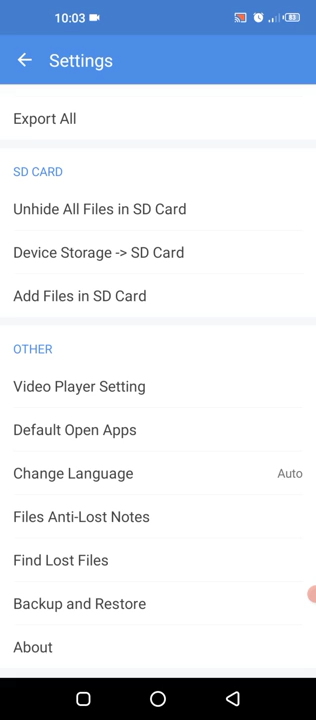 10:03
83
Settings
Export All
SD CARD
Unhide All Files in SD Card
Device Storage -> SD Card
Add Files in SD Card
OTHER
Video Player Setting
Default Open Apps
Change Language
Auto
Files Anti-Lost Notes
Find Lost Files
Backup and Restore
About